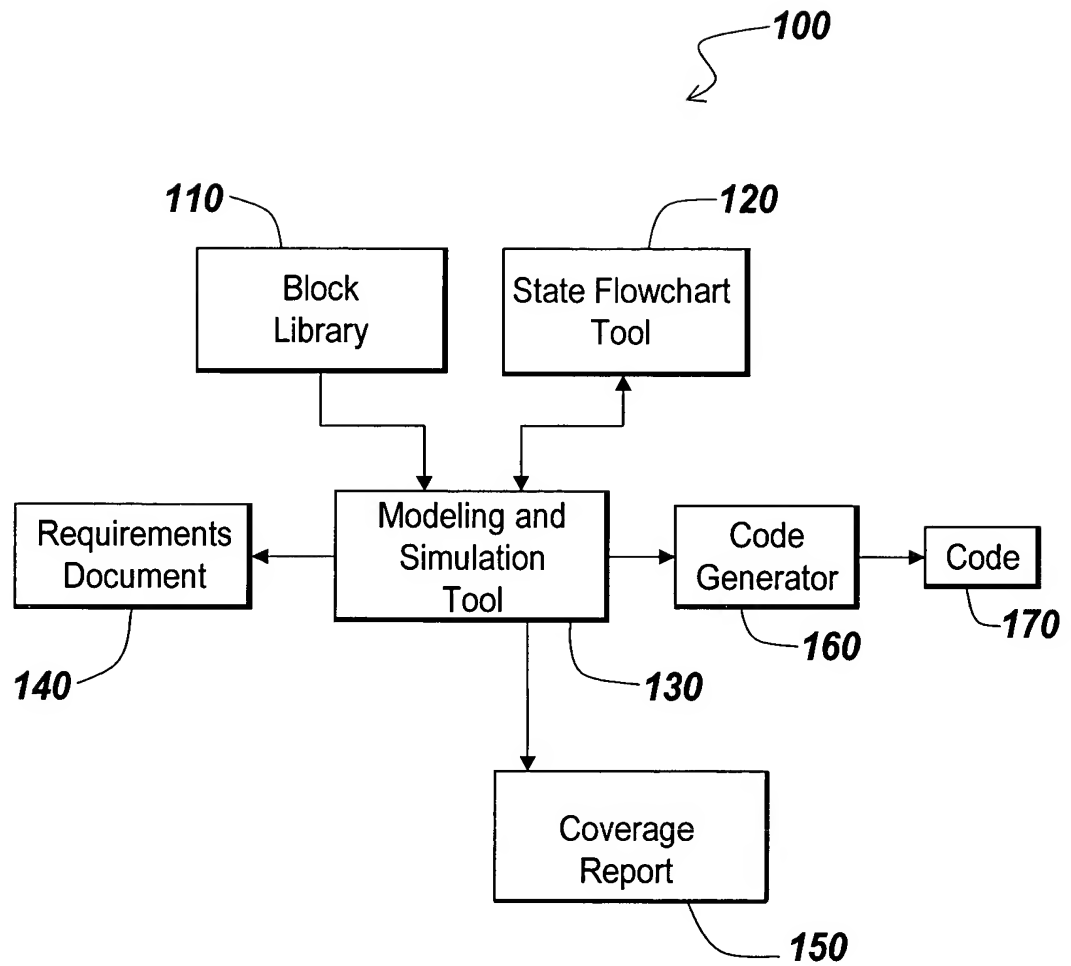 100
110
120
Block
Library
State Flowchart
Tool
Requirements
Document
Modeling and
Simulation
Tool
Code
Generator
Code
140
130
160
170
Coverage
Report
150